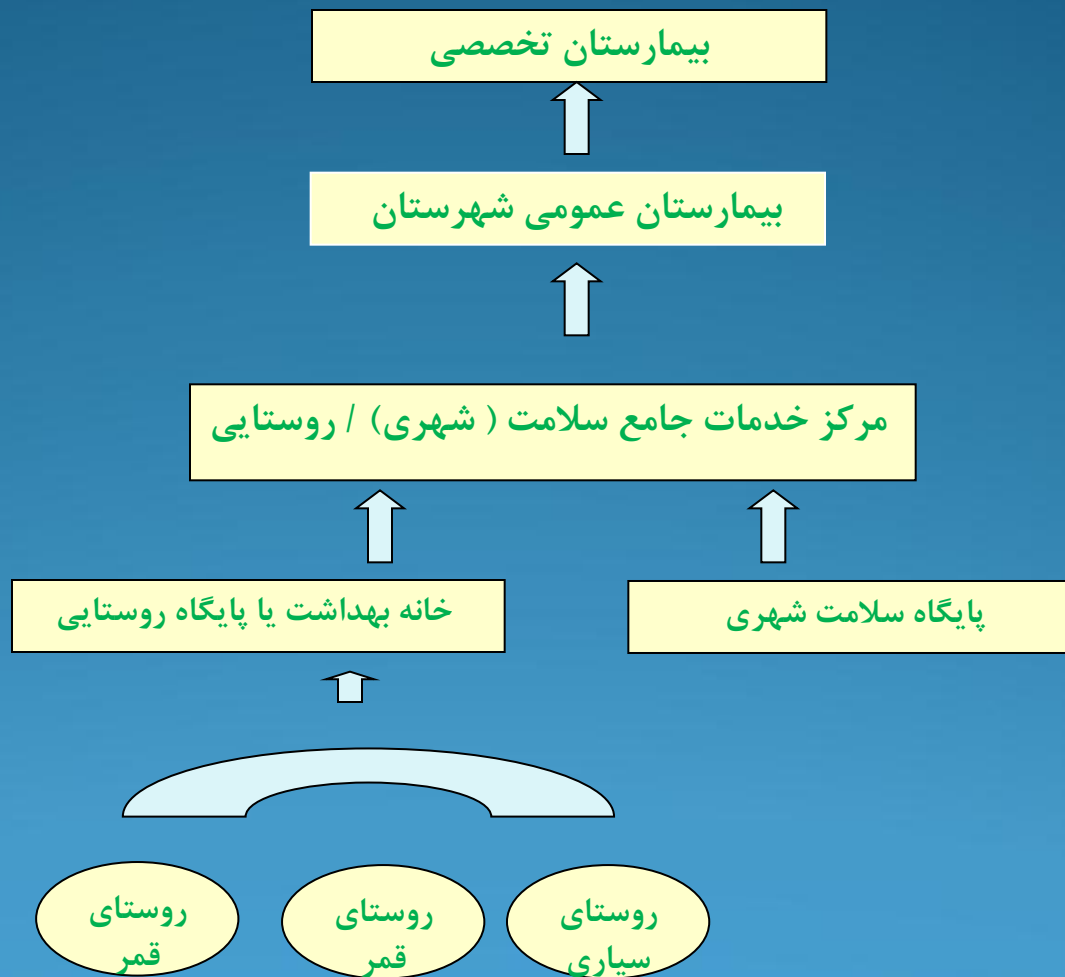 بیمارستان تخصصی
بیمارستان عمومی شهرستان
مرکز خدمات جامع سلامت ( شهری) / روستایی
پایگاه سلامت شهری
خانه بهداشت یا پایگاه روستایی
روستای
سیاری
روستای
قمر
روستای
قمر